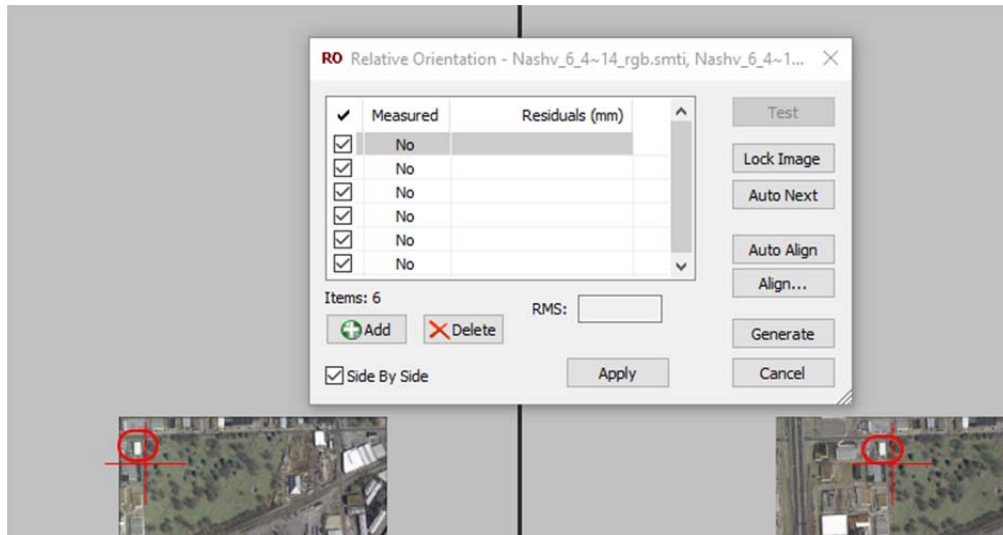 RO Relative Orientation - Nashv_6_4~14_rgb.smti, Nashv_6_4~1...
Measured Residuals (mm)
No
No
No
No
No
No
Items: 6
RMS:
Add
Delete
Side By Side
Apply
Test
Lock Image
Auto Next
Auto Align
Align...
Generate
Cancel